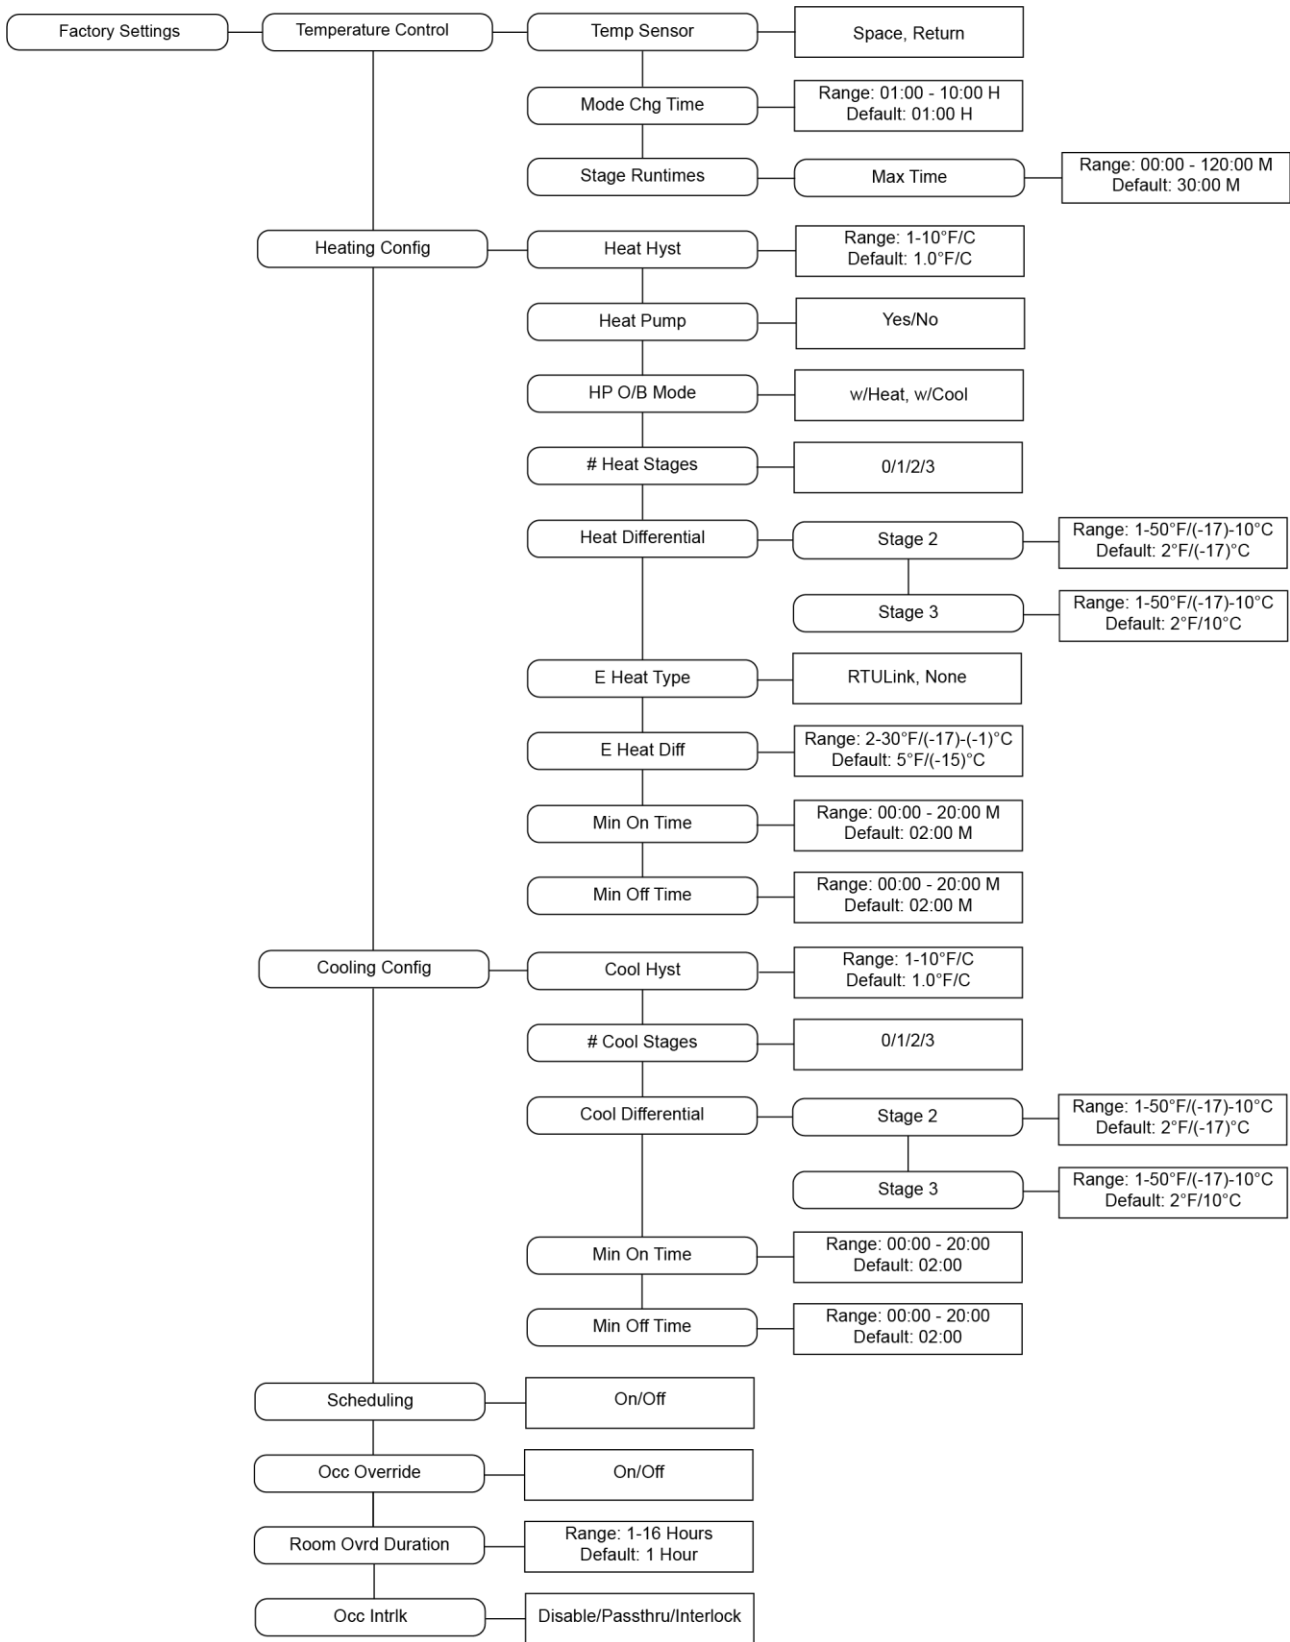 Factory Settings
Temperature Control
Temp Sensor
Space, Return
Mode Chg Time
Range: 01:00 - 10:00 H
Default: 01:00 H
Stage Runtimes
Max Time
Range: 00:00 - 120:00 M
Default: 30:00 M
Heating Config
Heat Hyst
Range: 1-10°F/C
Default: 1.0°F/C
Heat Pump
Yes/No
HP O/B Mode
w/Heat, w/Cool
# Heat Stages
0/1/2/3
Heat Differential
Stage 2
Range: 1-50°F/(-17)-10°C
Default: 2°F/(-17)°C
Stage 3
Range: 1-50°F/(-17)-10°C
Default: 2°F/10°C
E Heat Type
RTULink, None
E Heat Diff
Range: 2-30°F/(-17)-(-1)°C
Default: 5°F/(-15)°C
Min On Time
Range: 00:00 - 20:00 M
Default: 02:00 M
Min Off Time
Range: 00:00 - 20:00 M
Default: 02:00 M
Cooling Config
Cool Hyst
Range: 1-10°F/C
Default: 1.0°F/C
# Cool Stages
0/1/2/3
Cool Differential
Stage 2
Range: 1-50°F/(-17)-10°C
Default: 2°F/(-17)°C
Stage 3
Range: 1-50°F/(-17)-10°C
Default: 2°F/10°C
Min On Time
Range: 00:00 - 20:00
Default: 02:00
Min Off Time
Range: 00:00 - 20:00
Default: 02:00
Scheduling
On/Off
Occ Override
On/Off
Room Ovrd Duration
Range: 1-16 Hours
Default: 1 Hour
Occ Intrlk
Disable/Passthru/Interlock